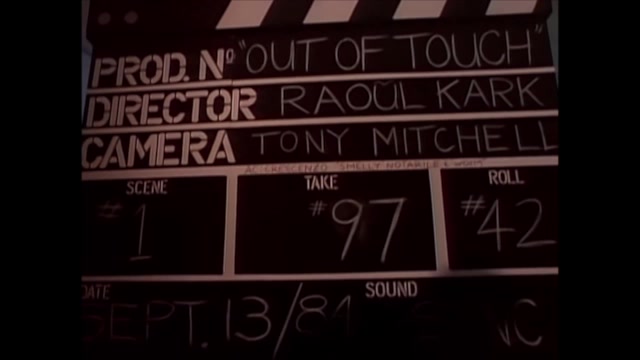 PROD. Nº "OUT OF TOUCH"
DIRECTOR RAOUL KARK
CAMERA TONY MITCHELL
SCENE TAKE ROLL
#1 #97 #42
DATE SOUND
SEPT. 13/84